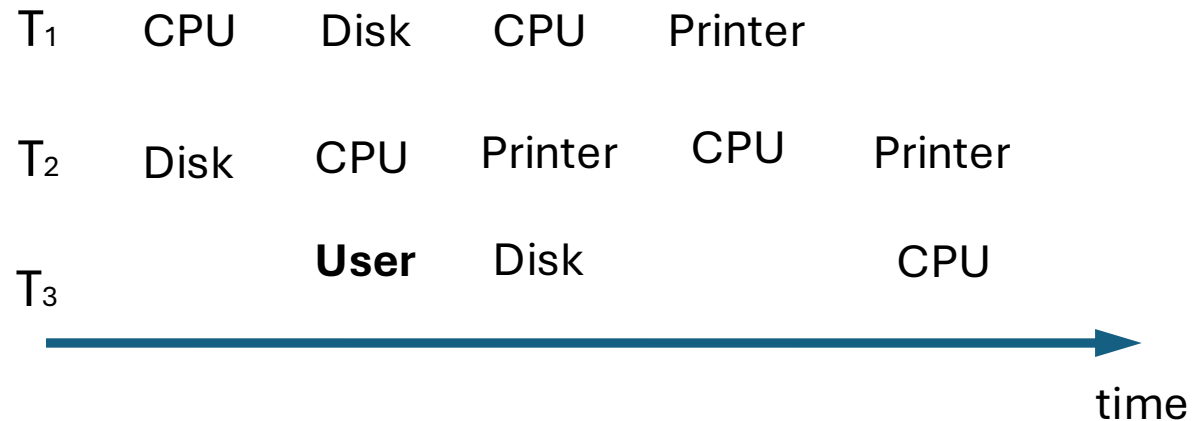 T₁ CPU Disk CPU Printer
T₂ Disk CPU Printer CPU Printer
T₃ User Disk CPU
time